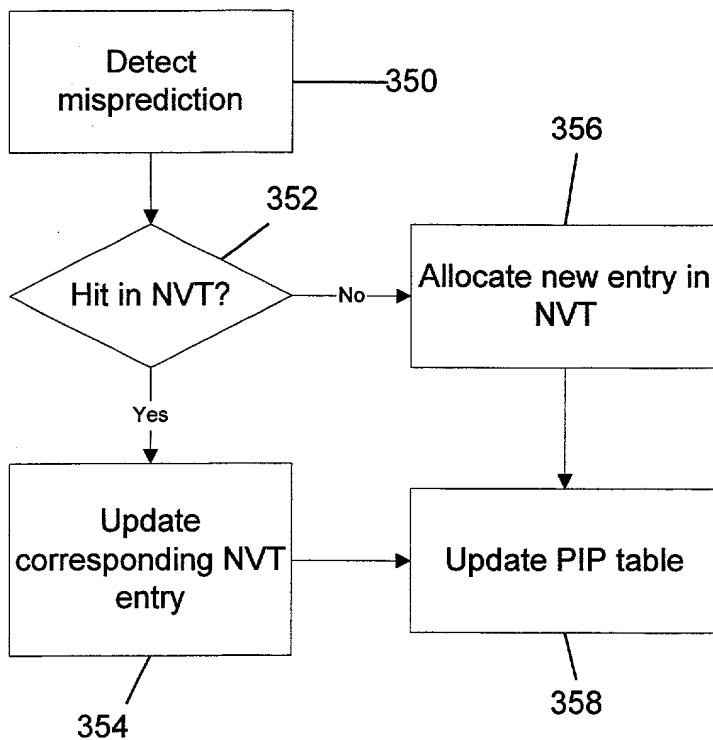 Detect
misprediction
350
356
352
Hit in NVT?
No
Allocate new entry in
NVT
Yes
Update
corresponding NVT
entry
Update PIP table
354
358